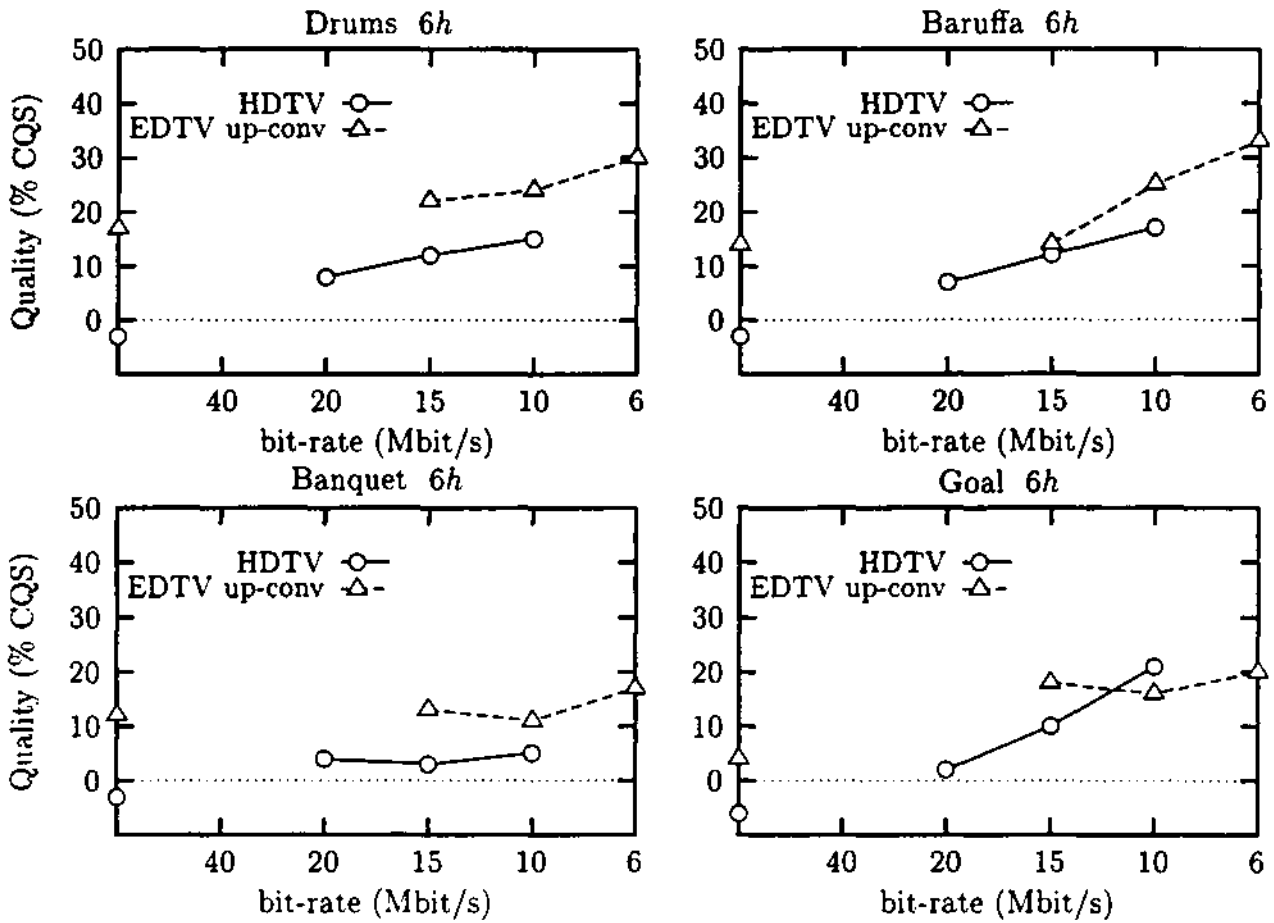 Drums 6h
Quality (% CQS)
50
40
30
20
10
0
HDTV
EDTV up-conv
40 20 15 10 6
bit-rate (Mbit/s)
Baruffa 6h
50
40
30
20
10
0
HDTV
EDTV up-conv
40 20 15 10 6
bit-rate (Mbit/s)
Banquet 6h
Quality (% CQS)
50
40
30
20
10
0
HDTV
EDTV up-conv
40 20 15 10 6
bit-rate (Mbit/s)
Goal 6h
50
40
30
20
10
0
HDTV
EDTV up-conv
40 20 15 10 6
bit-rate (Mbit/s)